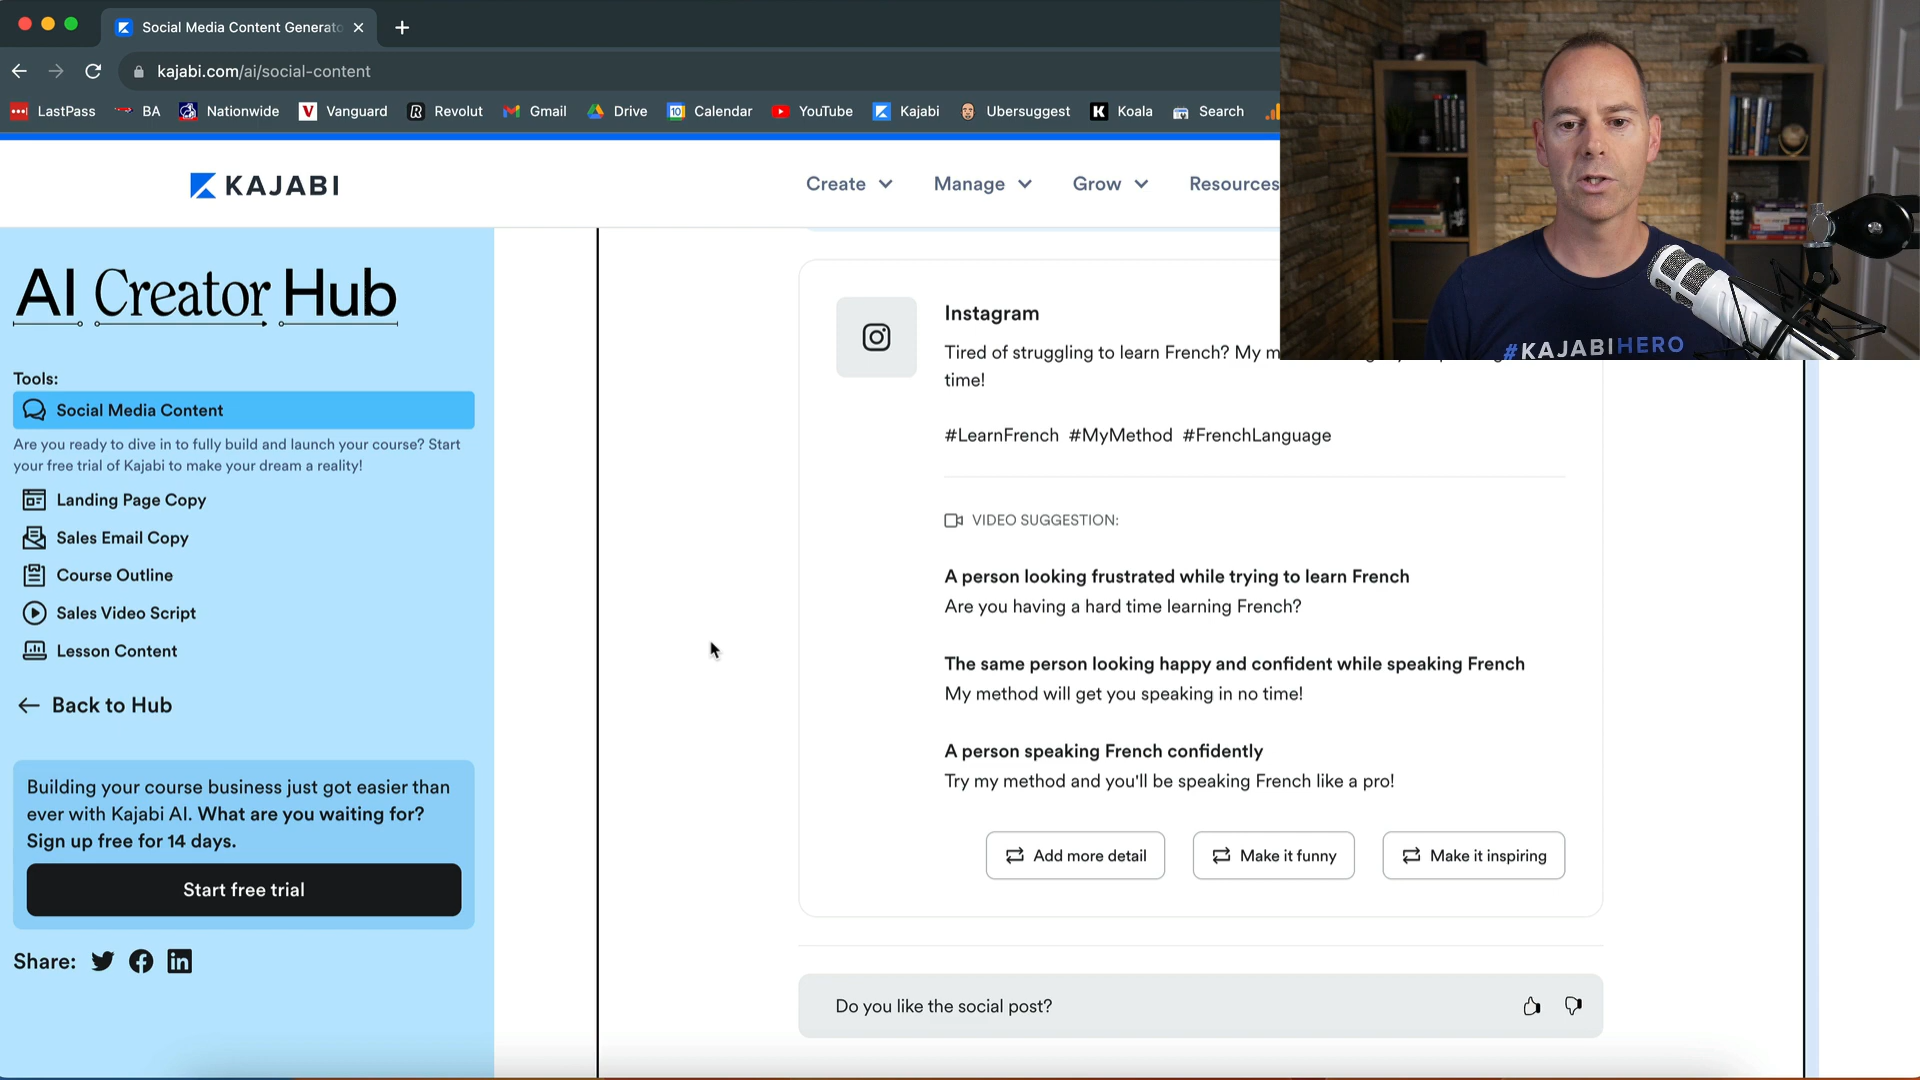 Social Media Content Generato
kajabi.com/ai/social-content
LastPass BA Nationwide Vanguard Revolut Gmail Drive Calendar YouTube Kajabi Ubersuggest Koala Search
KAJABI
Create Manage Grow Resources
AI Creator Hub
Tools:
Social Media Content
Are you ready to dive in to fully build and launch your course? Start
your free trial of Kajabi to make your dream a reality!
Landing Page Copy
Sales Email Copy
Course Outline
Sales Video Script
Lesson Content
Back to Hub
Building your course business just got easier than
ever with Kajabi AI. What are you waiting for?
Sign up free for 14 days.
Start free trial
Share:
Instagram
Tired of struggling to learn French? My m
time!
#LearnFrench #MyMethod #FrenchLanguage
VIDEO SUGGESTION:
A person looking frustrated while trying to learn French
Are you having a hard time learning French?
The same person looking happy and confident while speaking French
My method will get you speaking in no time!
A person speaking French confidently
Try my method and you'll be speaking French like a pro!
Add more detail
Make it funny
Make it inspiring
Do you like the social post?
#KAJABIHERO